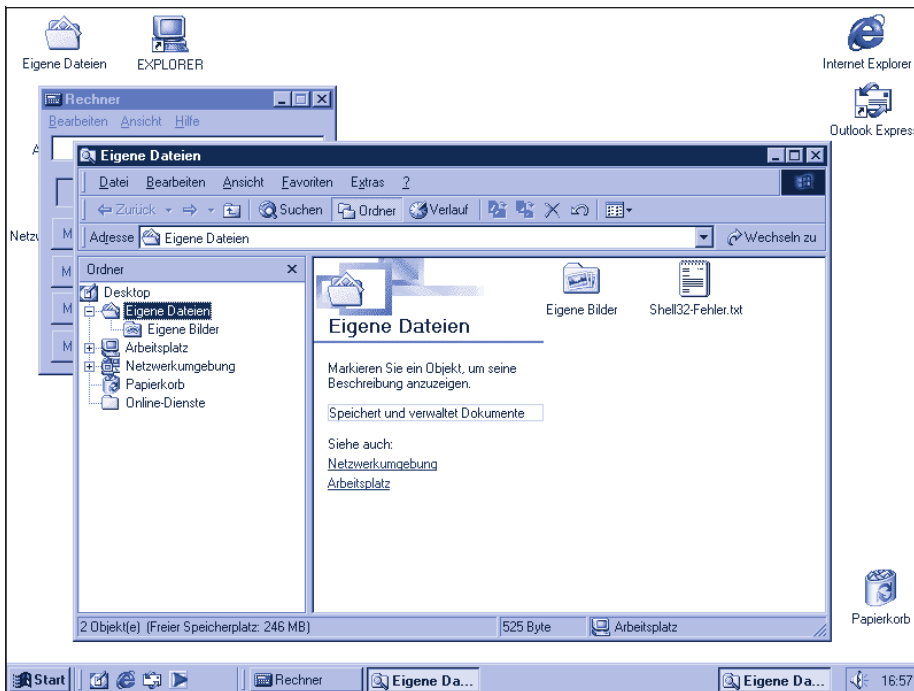 Eigene Dateien
EXPLORER
Internet Explorer
Outlook Express
Rechner
Bearbeiten Ansicht Hilfe
Eigene Dateien
Datei Bearbeiten Ansicht Favoriten Extras ?
Zurück Suchen Ordner Verlauf
Adresse Eigene Dateien Wechseln zu
Ordner
Desktop
Eigene Dateien
Eigene Bilder
Arbeitsplatz
Netzwerkumgebung
Papierkorb
Online-Dienste
Eigene Dateien
Markieren Sie ein Objekt, um seine
Beschreibung anzuzeigen.
Speichert und verwaltet Dokumente
Siehe auch:
Netzwerkumgebung
Arbeitsplatz
Eigene Bilder
Shell32-Fehler.txt
M
M
M
M
2 Objekt(e) (Freier Speicherplatz: 246 MB)
525 Byte
Arbeitsplatz
Papierkorb
Start
Rechner
Eigene Da...
Eigene Da...
16:57